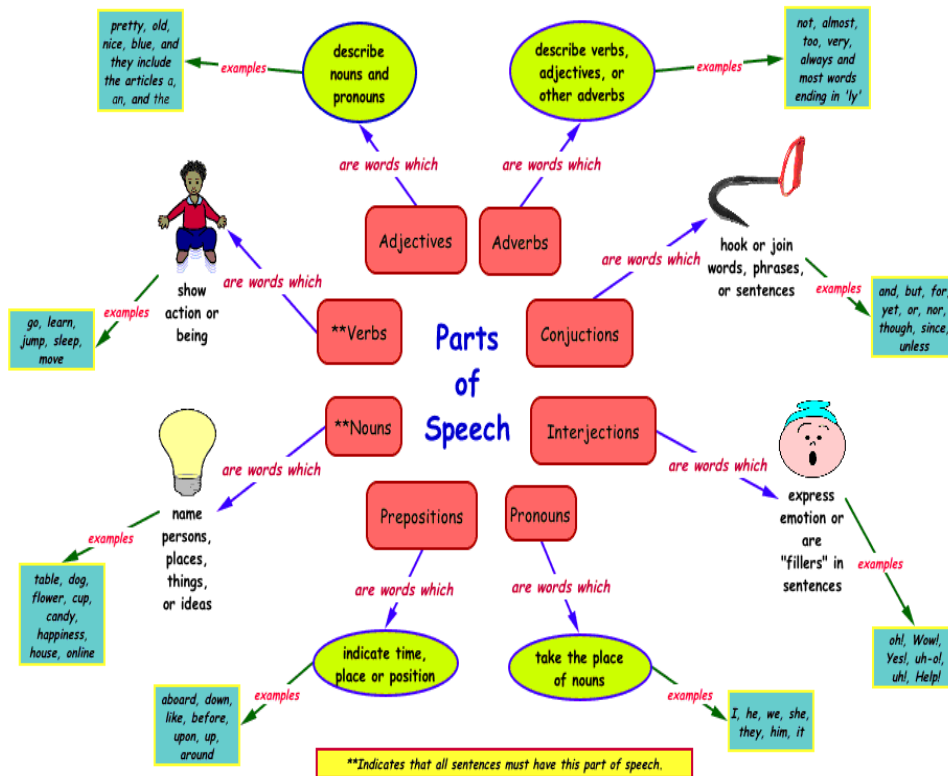 pretty, old,
nice, blue, and
they include
the articles a,
an, and the
examples
describe
nouns and
pronouns
describe verbs,
adjectives, or
other adverbs
examples
not, almost,
too, very,
always and
most words
ending in 'ly'
are words which
are words which
Adjectives
Adverbs
are words which
hook or join
words, phrases,
or sentences
examples
and, but, for,
yet, or, nor,
though, since,
unless
are words which
show
action or
being
examples
go, learn,
jump, sleep,
move
**Verbs
Conjuctions
Parts
of
Speech
**Nouns
Interjections
are words which
name
persons,
places,
things,
or ideas
examples
table, dog,
flower, cup,
candy,
happiness,
house, online
are words which
express
emotion or
are
"fillers" in
sentences
examples
oh!, Wow!,
Yes!, uh-o!,
uh!, Help!
Prepositions
Pronouns
are words which
are words which
indicate time,
place or position
examples
aboard, down,
like, before,
upon, up,
around
take the place
of nouns
examples
I, he, we, she,
they, him, it
**Indicates that all sentences must have this part of speech.